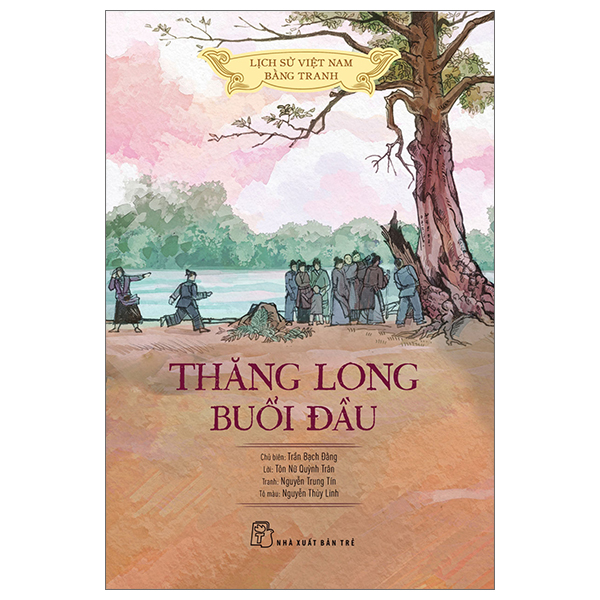 LỊCH SỬ VIỆT NAM
BẰNG TRANH
THĂNG LONG
BUỔI ĐẦU
Chủ biên: Trần Bạch Đằng
Lời: Tôn Nữ Quỳnh Trân
Tranh: Nguyễn Trung Tín
Tô màu: Nguyễn Thùy Linh
NHÀ XUẤT BẢN TRẺ